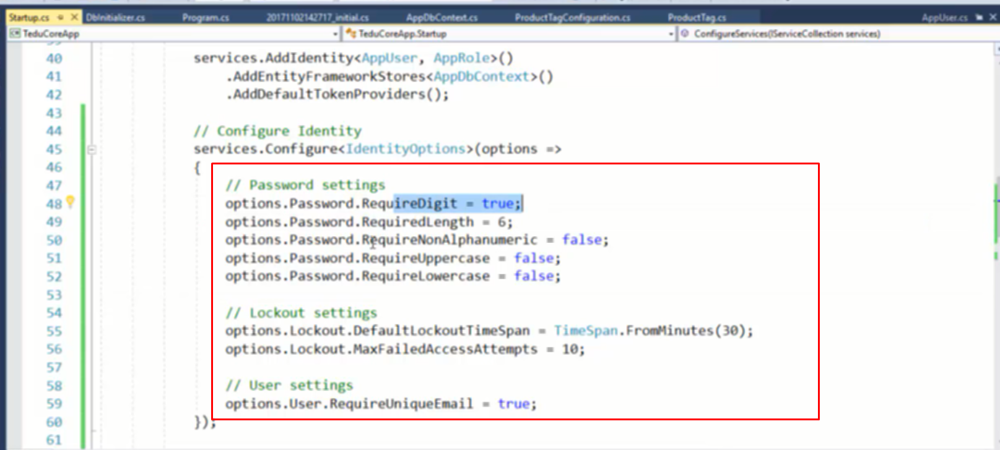 Startup.cs DbInitializer.cs Program.cs 20171102142717_initial.cs AppDbContext.cs ProductTagConfiguration.cs ProductTag.cs AppUser.cs
TeduCoreApp TeduCoreApp.Startup ConfigureServices(IServiceCollection services)
40 services.AddIdentity<AppUser, AppRole>()
41 .AddEntityFrameworkStores<AppDbContext>()
42 .AddDefaultTokenProviders();
43
44 // Configure Identity
45 services.Configure<IdentityOptions>(options =>
46 {
47 // Password settings
48 options.Password.RequireDigit = true;
49 options.Password.RequiredLength = 6;
50 options.Password.RequireNonAlphanumeric = false;
51 options.Password.RequireUppercase = false;
52 options.Password.RequireLowercase = false;
53
54 // Lockout settings
55 options.Lockout.DefaultLockoutTimeSpan = TimeSpan.FromMinutes(30);
56 options.Lockout.MaxFailedAccessAttempts = 10;
57
58 // User settings
59 options.User.RequireUniqueEmail = true;
60 });
61